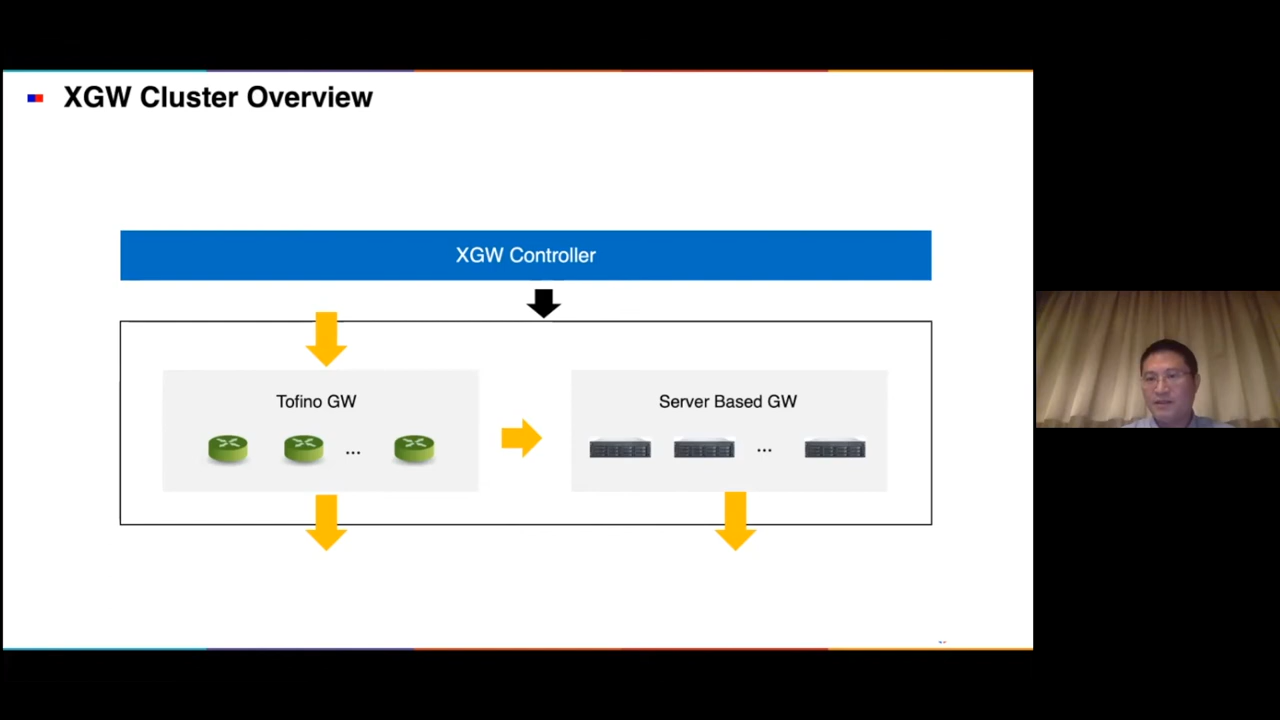 XGW Cluster Overview
XGW Controller
Tofino GW
Server Based GW
...
...